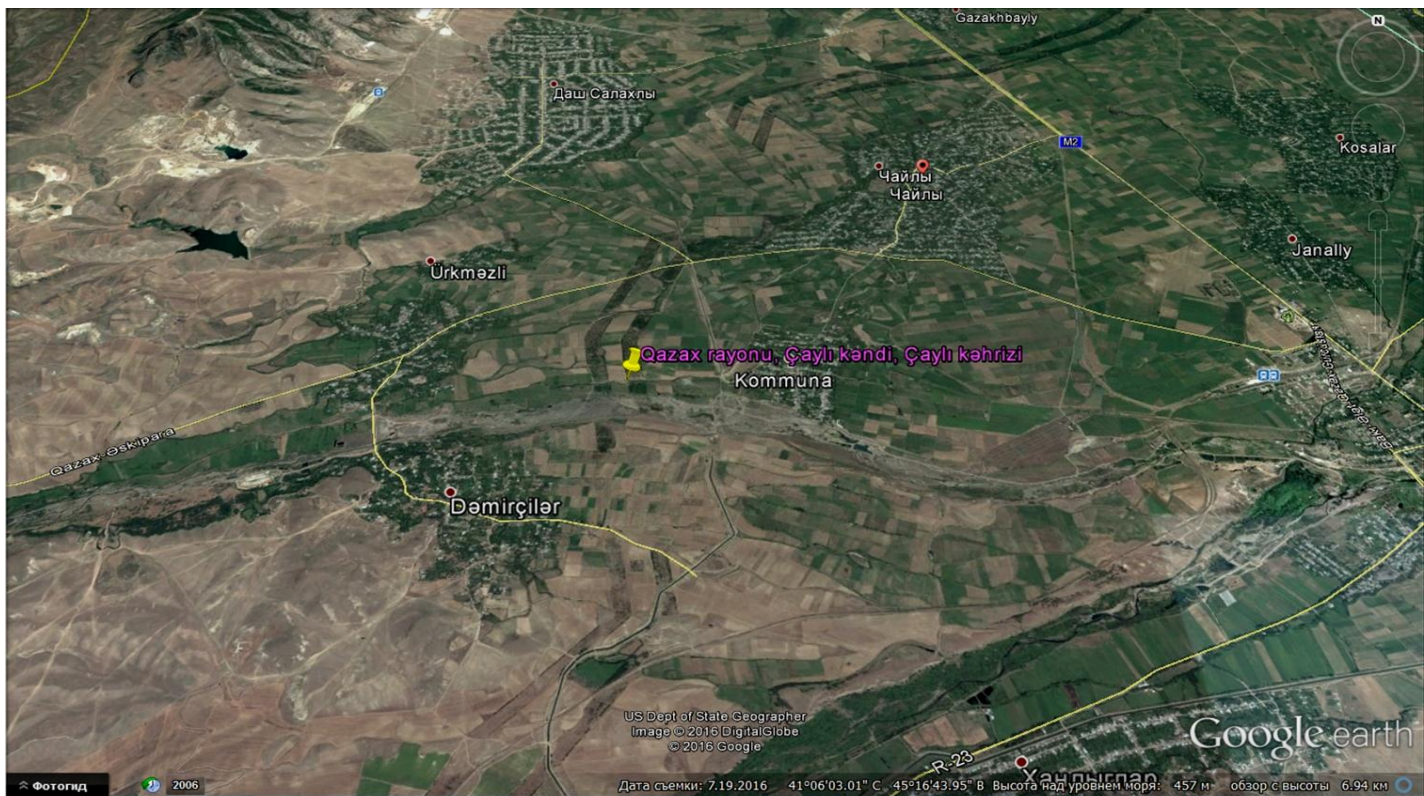 Gazakhbayly
N
Даш Салахлы
M2
Kosalar
Чайлы
Чайлы
Janally
Ürkməzli
Qazax rayonu, Çaylı kəndi, Çaylı kəhrizi
Kommuna
Qazax-Əskipara
Dəmirçilər
US Dept of State Geographer
Image © 2016 DigitalGlobe
© 2016 Google
Google earth
R-23
Ханлыглар
Фотогид
2006
Дата съемки: 7.19.2016 41°06'03.01" С 45°16'43.95" В Высота над уровнем моря: 457 м обзор с высоты 6.94 км